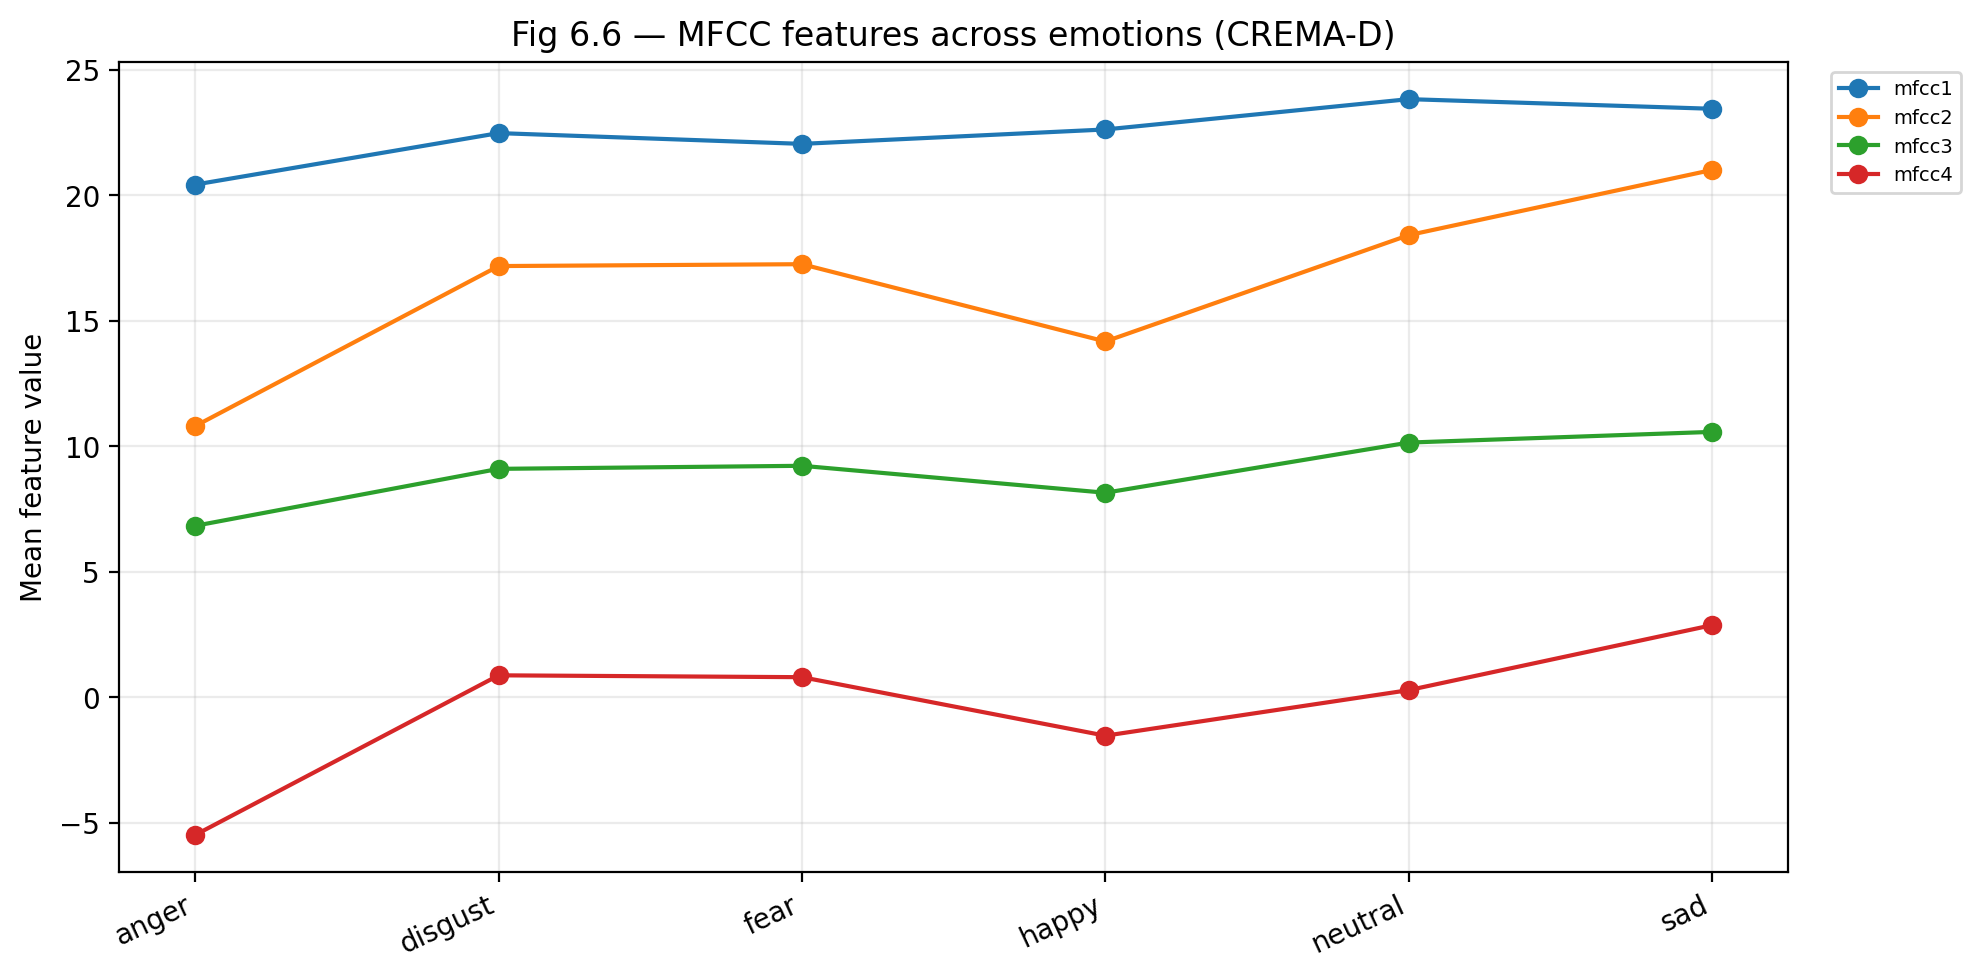 Fig 6.6 — MFCC features across emotions (CREMA-D)
Mean feature value
25
20
15
10
5
0
−5
anger
disgust
fear
happy
neutral
sad
mfcc1
mfcc2
mfcc3
mfcc4